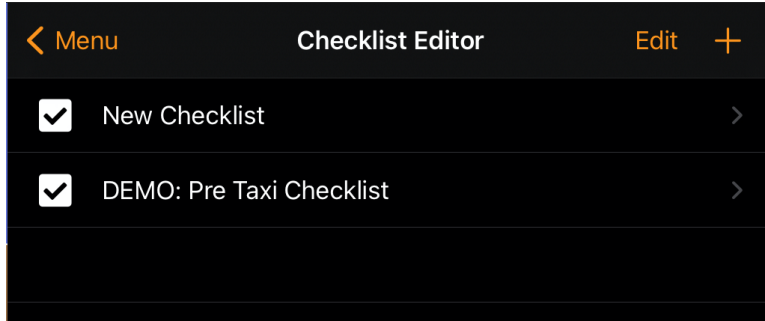 Menu Checklist Editor Edit
New Checklist
DEMO: Pre Taxi Checklist